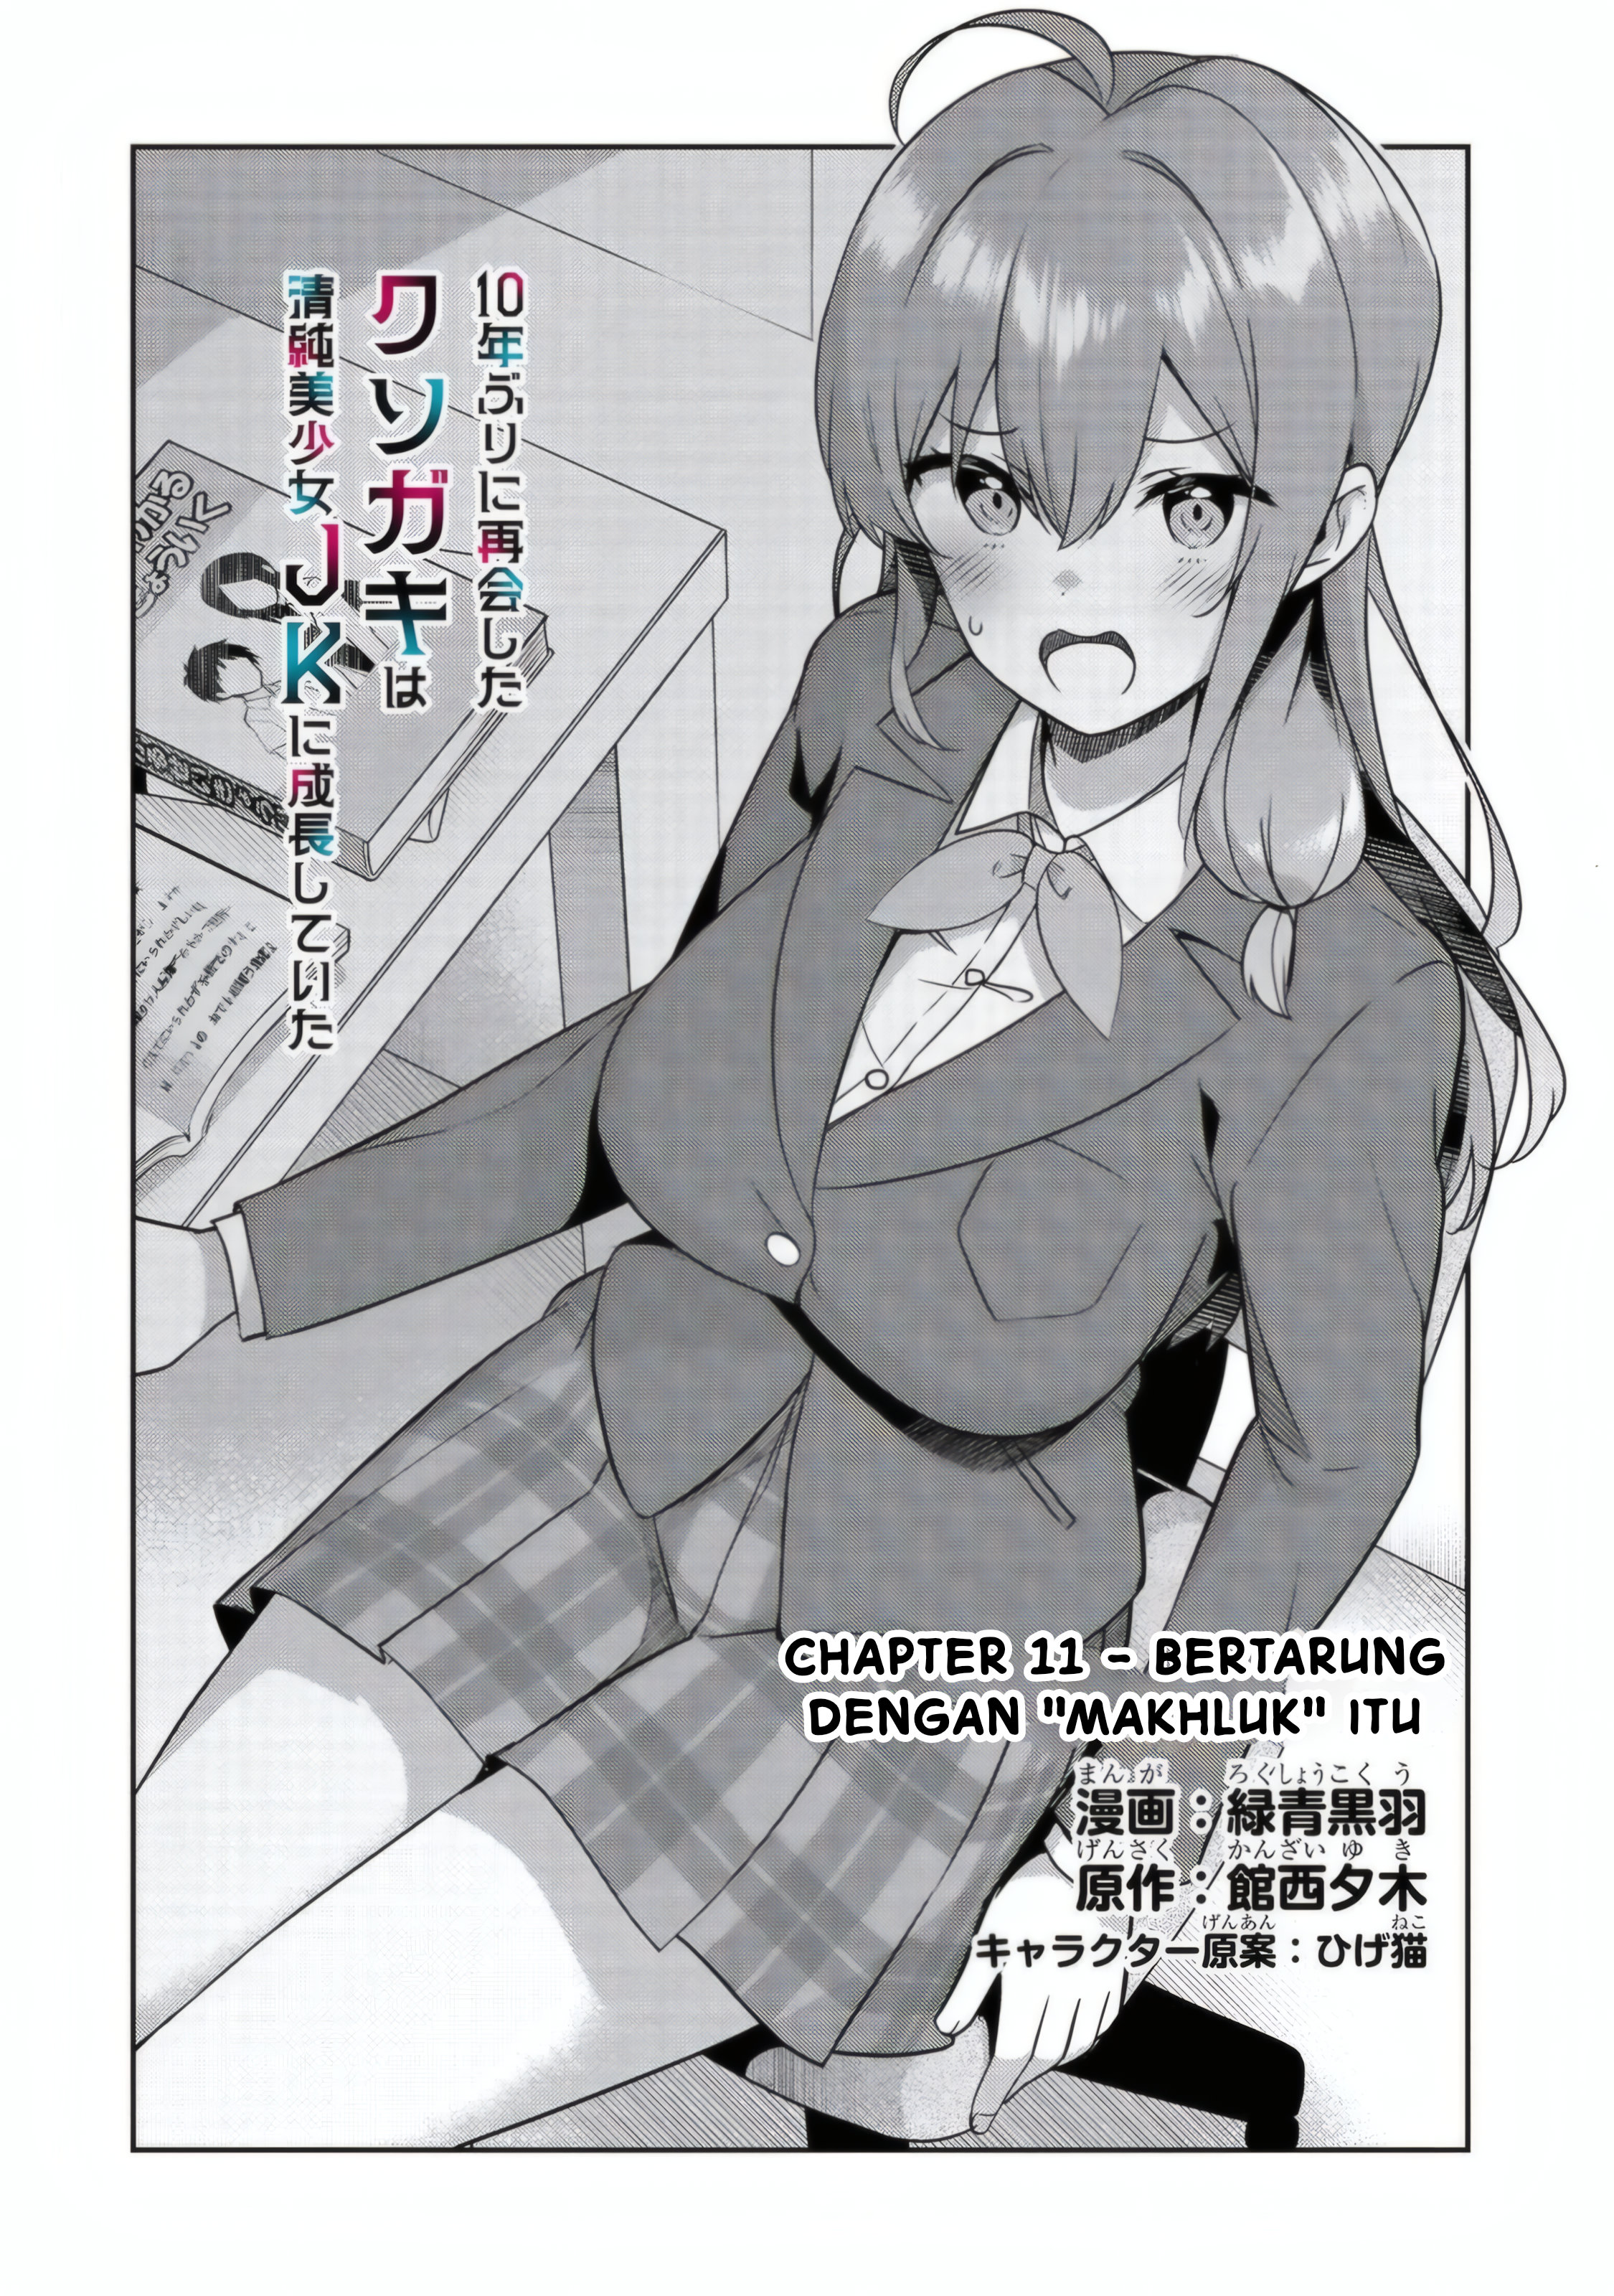 10年ぶりに再会した
クソガキは
清純美少女JKに成長していた
CHAPTER 11 - BERTARUNG
DENGAN "MAKHLUK" ITU
まんが ろくしょうこくう
漫画：緑青黒羽
げんさく かんざいゆき
原作：館西夕木
げんあん ねこ
キャラクター原案：ひげ猫